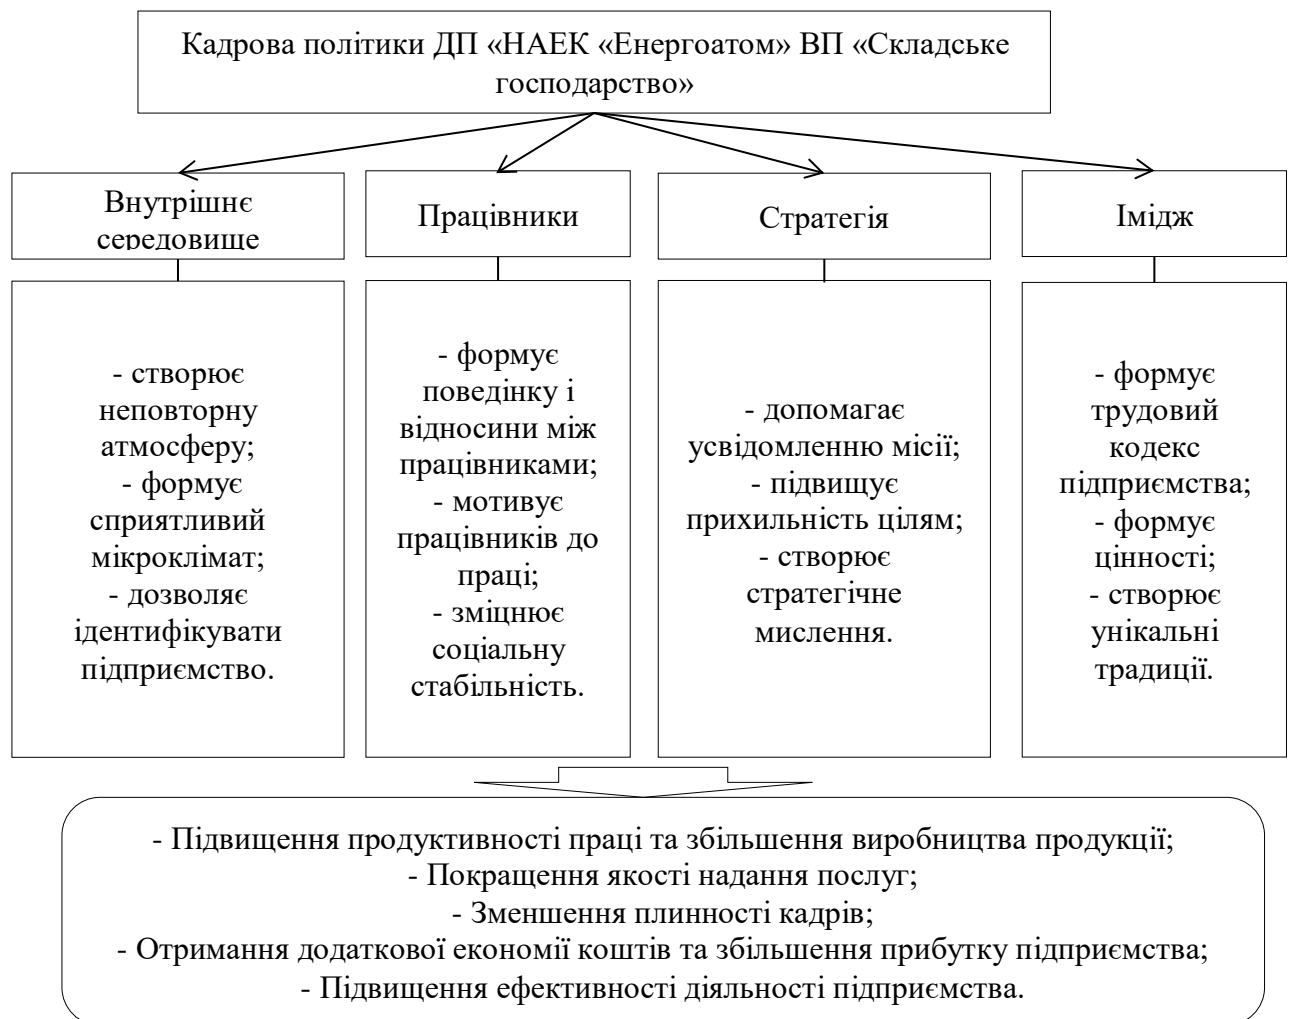 Кадрова політики ДП «НАЕК «Енергоатом» ВП «Складське
господарство»
Внутрішнє
середовище
Працівники
Стратегія
Імідж
- створює
неповторну
атмосферу;
- формує
сприятливий
мікроклімат;
- дозволяє
ідентифікувати
підприємство.
- формує
поведінку і
відносини між
працівниками;
- мотивує
працівників до
праці;
- зміцнює
соціальну
стабільність.
- допомагає
усвідомленню місії;
- підвищує
прихильність цілям;
- створює
стратегічне
мислення.
- формує
трудовий
кодекс
підприємства;
- формує
цінності;
- створює
унікальні
традиції.
- Підвищення продуктивності праці та збільшення виробництва продукції;
- Покращення якості надання послуг;
- Зменшення плинності кадрів;
- Отримання додаткової економії коштів та збільшення прибутку підприємства;
- Підвищення ефективності діяльності підприємства.